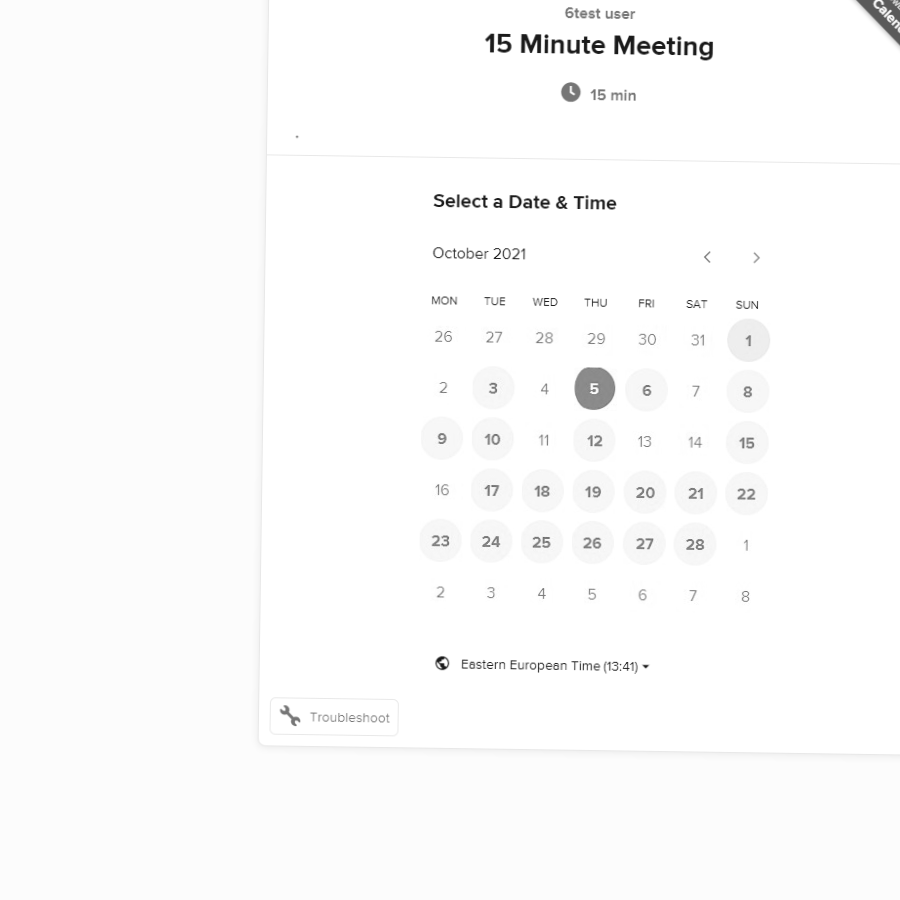 6test user
15 Minute Meeting
15 min
.
Select a Date & Time
October 2021
MON TUE WED THU FRI SAT SUN
26 27 28 29 30 31 1
2 3 4 5 6 7 8
9 10 11 12 13 14 15
16 17 18 19 20 21 22
23 24 25 26 27 28 1
2 3 4 5 6 7 8
Eastern European Time (13:41)
Troubleshoot